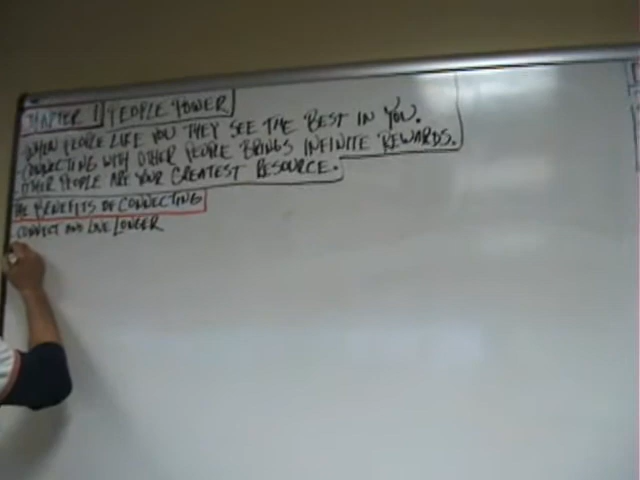 CHAPTER 1 PEOPLE POWER
WHEN PEOPLE LIKE YOU THEY SEE THE BEST IN YOU.
CONNECTING WITH OTHER PEOPLE BRINGS INFINITE REWARDS.
OTHER PEOPLE ARE YOUR GREATEST RESOURCE.
THE BENEFITS OF CONNECTING
CONNECT AND LIVE LONGER